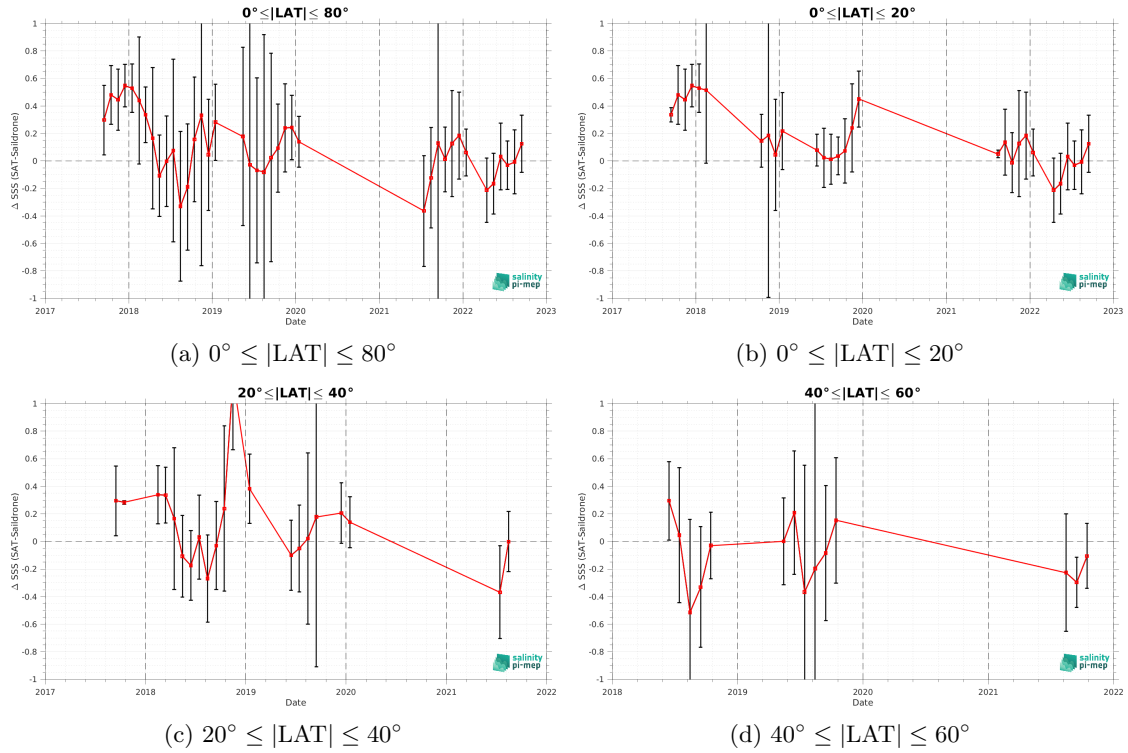 0°≤|LAT|≤ 80°
Δ SSS (SAT-Saildrone)
1
0.8
0.6
0.4
0.2
0
-0.2
-0.4
-0.6
-0.8
-1
2017 2018 2019 2020 2021 2022 2023
Date
salinity
pi-mep
(a) 0° ≤ |LAT| ≤ 80°
0°≤|LAT|≤ 20°
Δ SSS (SAT-Saildrone)
1
0.8
0.6
0.4
0.2
0
-0.2
-0.4
-0.6
-0.8
-1
2017 2018 2019 2020 2021 2022 2023
Date
salinity
pi-mep
(b) 0° ≤ |LAT| ≤ 20°
20°≤|LAT|≤ 40°
Δ SSS (SAT-Saildrone)
1
0.8
0.6
0.4
0.2
0
-0.2
-0.4
-0.6
-0.8
-1
2017 2018 2019 2020 2021 2022
Date
salinity
pi-mep
(c) 20° ≤ |LAT| ≤ 40°
40°≤|LAT|≤ 60°
Δ SSS (SAT-Saildrone)
1
0.8
0.6
0.4
0.2
0
-0.2
-0.4
-0.6
-0.8
-1
2018 2019 2020 2021 2022
Date
salinity
pi-mep
(d) 40° ≤ |LAT| ≤ 60°